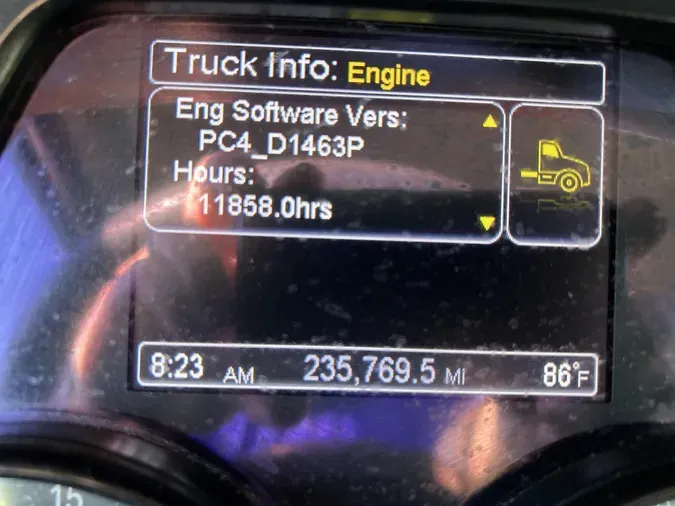 Truck Info: Engine
Eng Software Vers:
PC4_D1463P
Hours:
11858.0hrs
8:23 AM 235,769.5 MI 86°F
15